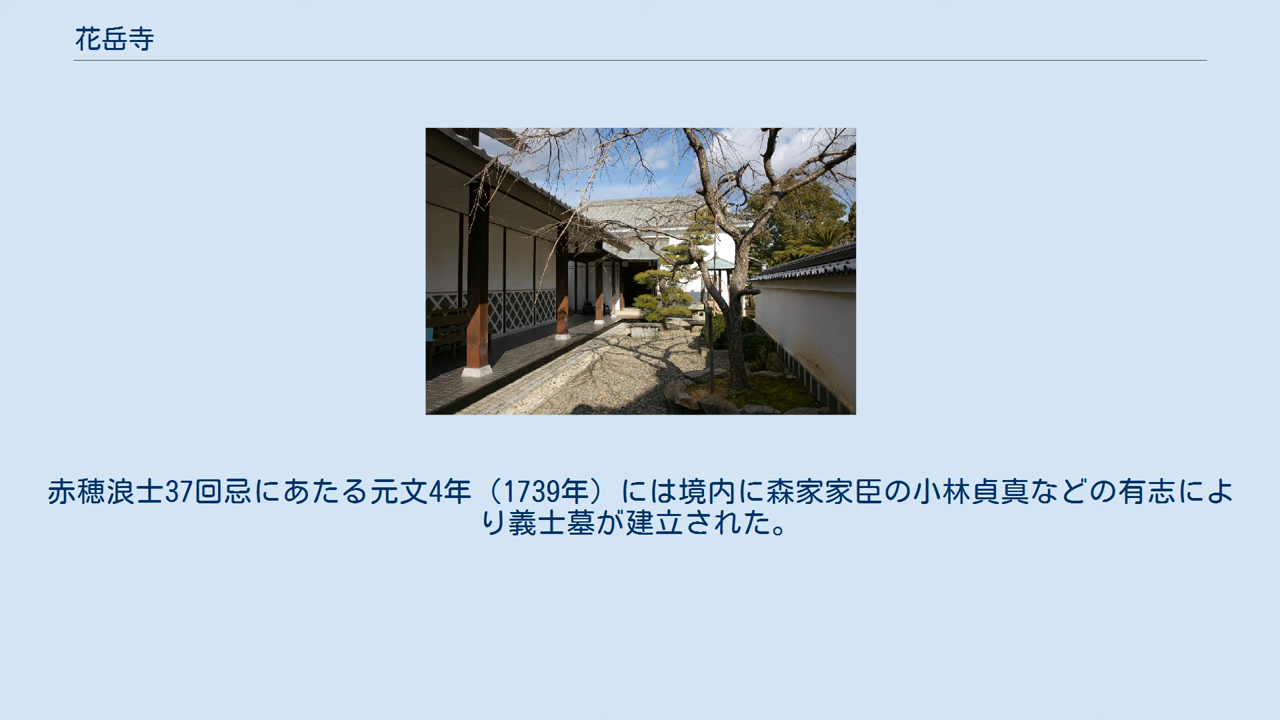 花岳寺
赤穂浪士37回忌にあたる元文4年（1739年）には境内に森家家臣の小林貞真などの有志によ
り義士墓が建立された。